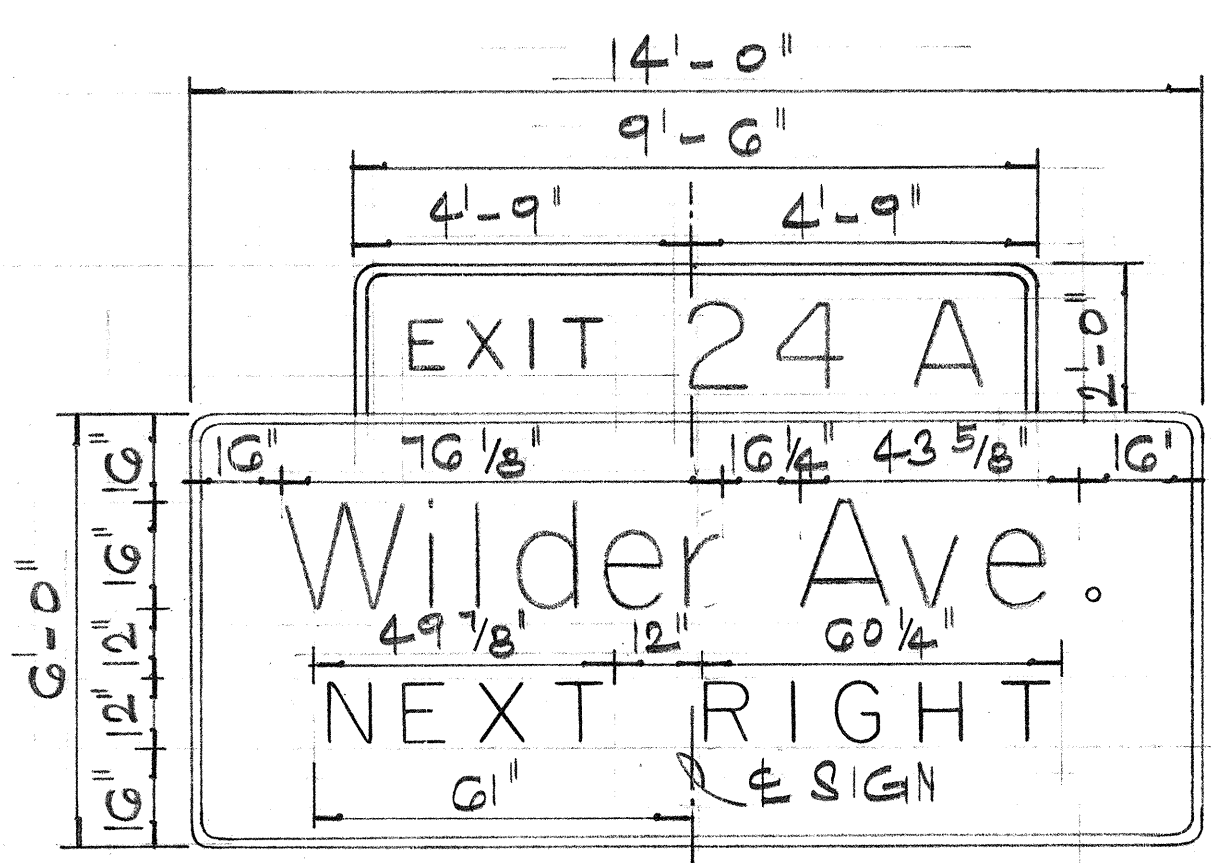 14'-0"
9'-6"
4'-9" 4'-9"
EXIT 24 A
2'-0"
16" 76 1/8" 16 1/4" 43 5/8" 16'
16"
Wilder Ave.
16"
6'-0"
49 7/8" 12" 60 1/4"
12"
NEXT RIGHT
12"
℄ SIGN
61"
16"